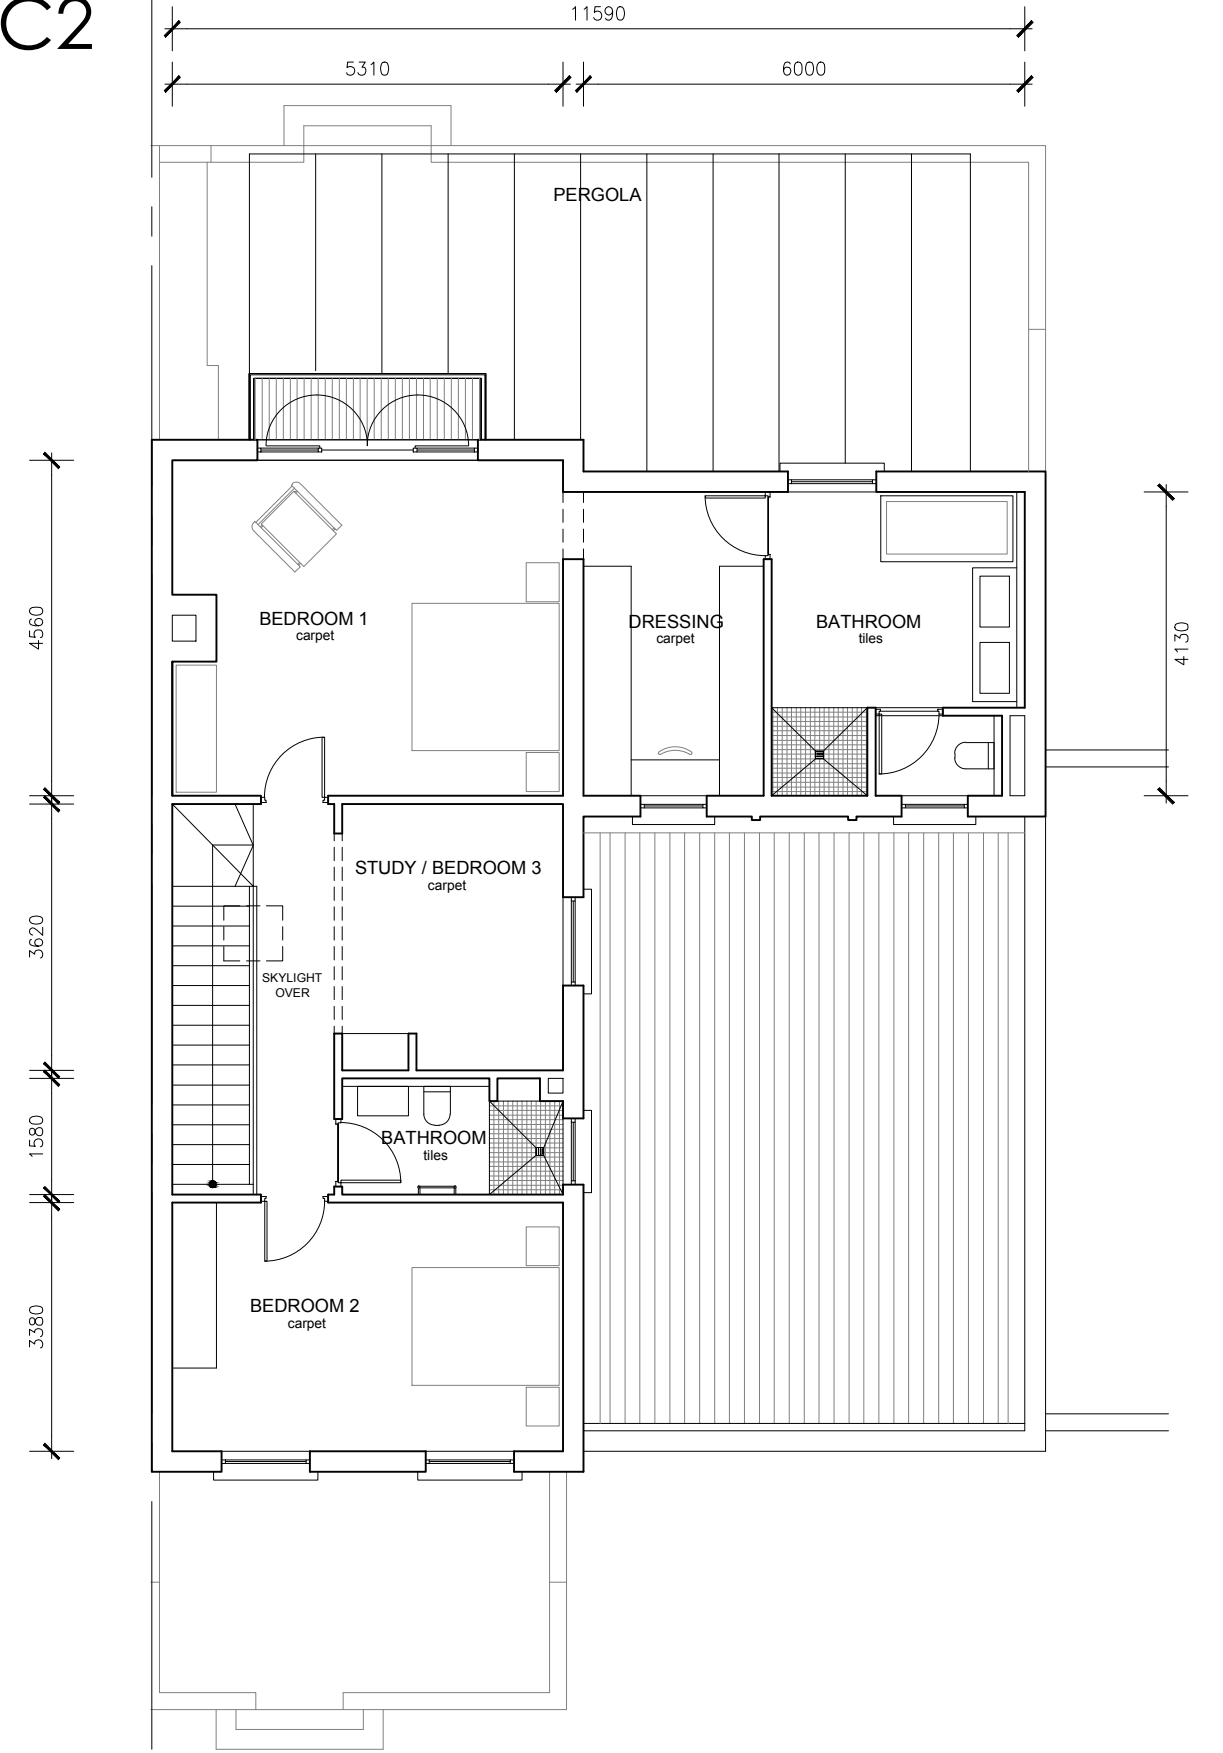 C2
11590
5310
6000
PERGOLA
4560
BEDROOM 1
carpet
DRESSING
carpet
BATHROOM
tiles
4130
STUDY / BEDROOM 3
carpet
3620
SKYLIGHT
OVER
1580
BATHROOM
tiles
3380
BEDROOM 2
carpet